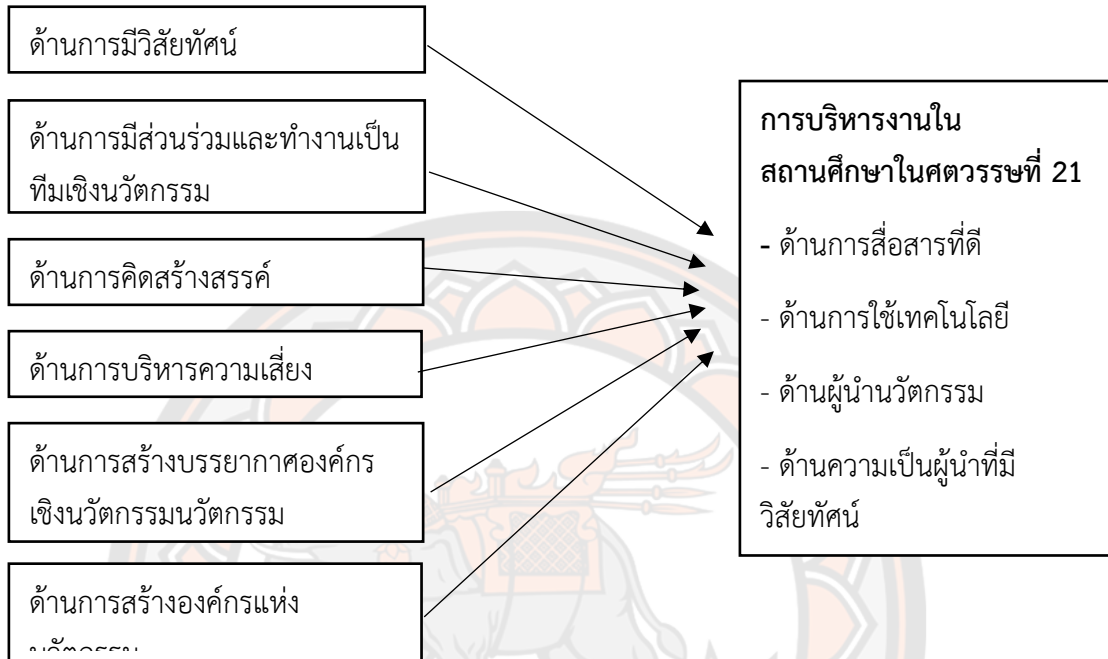 ด้านการมีวิสัยทัศน์
ด้านการมีส่วนร่วมและทำงานเป็น
ทีมเชิงนวัตกรรม
ด้านการคิดสร้างสรรค์
ด้านการบริหารความเสี่ยง
ด้านการสร้างบรรยากาศองค์กร
เชิงนวัตกรรมนวัตกรรม
ด้านการสร้างองค์กรแห่ง
การบริหารงานใน
สถานศึกษาในศตวรรษที่ 21
- ด้านการสื่อสารที่ดี
- ด้านการใช้เทคโนโลยี
- ด้านผู้นำนวัตกรรม
- ด้านความเป็นผู้นำที่มี
วิสัยทัศน์